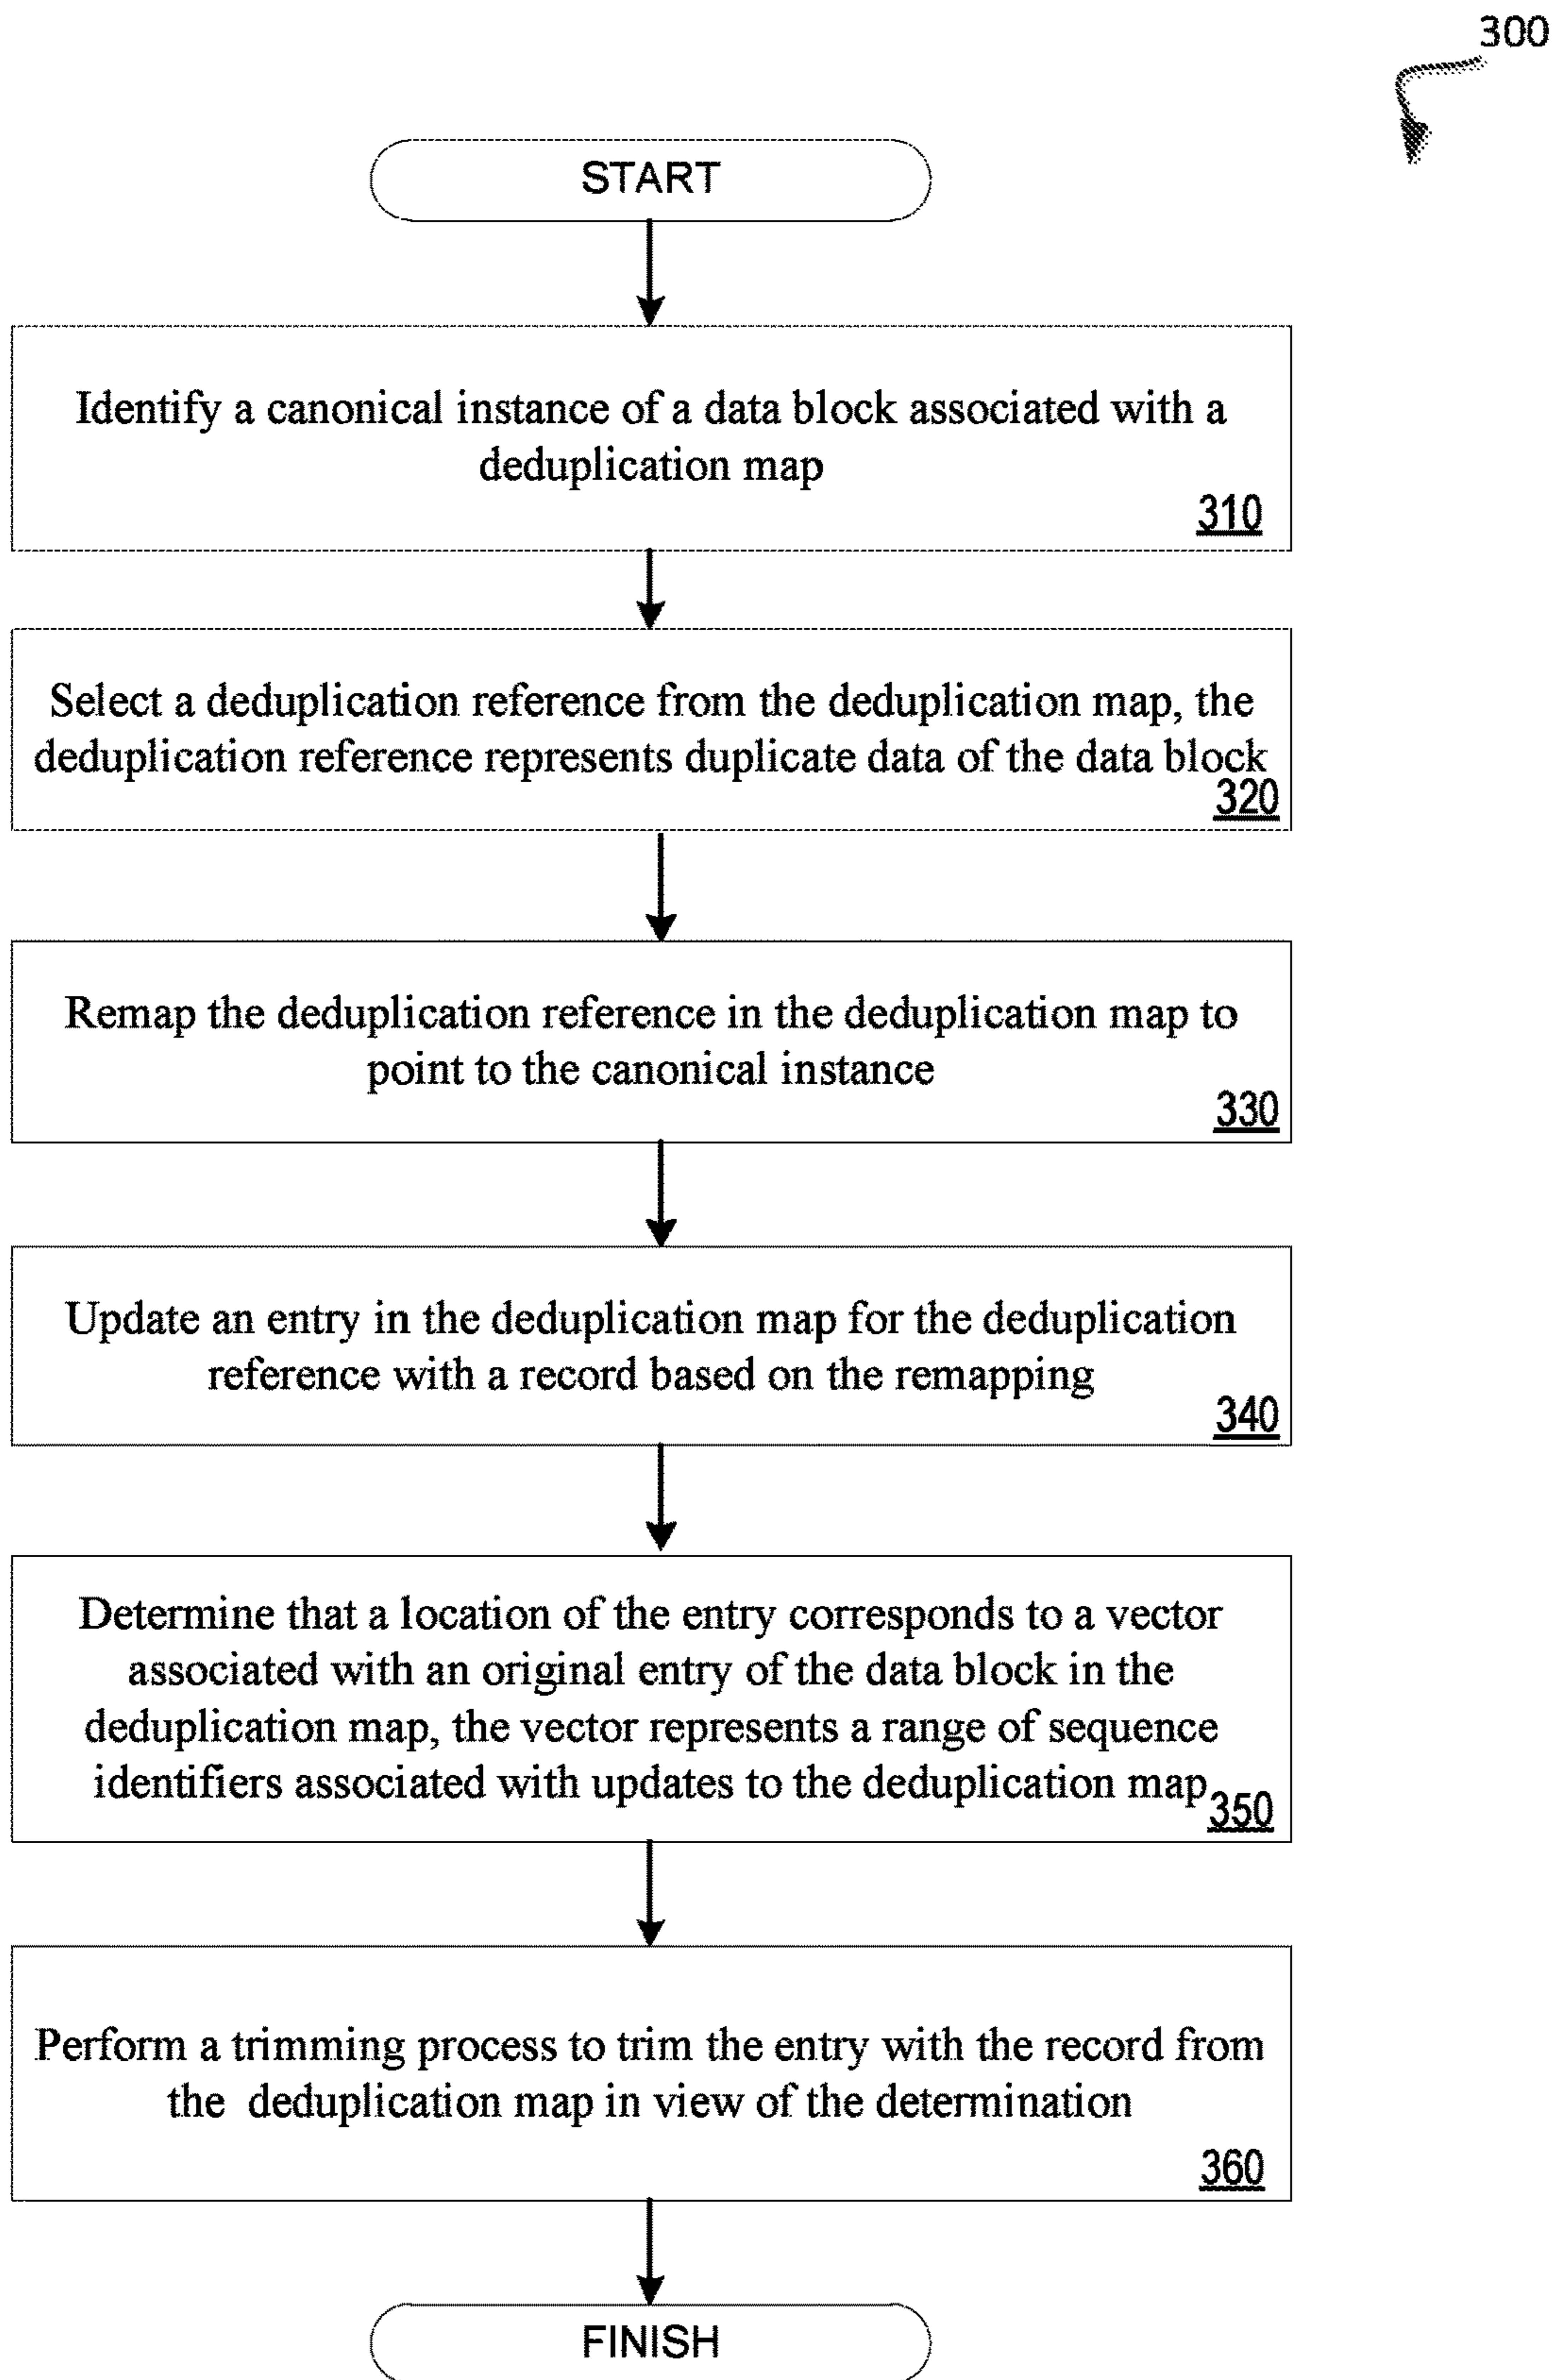 300
START
Identify a canonical instance of a data block associated with a
deduplication map
310
Select a deduplication reference from the deduplication map, the
deduplication reference represents duplicate data of the data block
320
Remap the deduplication reference in the deduplication map to
point to the canonical instance
330
Update an entry in the deduplication map for the deduplication
reference with a record based on the remapping
340
Determine that a location of the entry corresponds to a vector
associated with an original entry of the data block in the
deduplication map, the vector represents a range of sequence
identifiers associated with updates to the deduplication map
350
Perform a trimming process to trim the entry with the record from
the deduplication map in view of the determination
360
FINISH